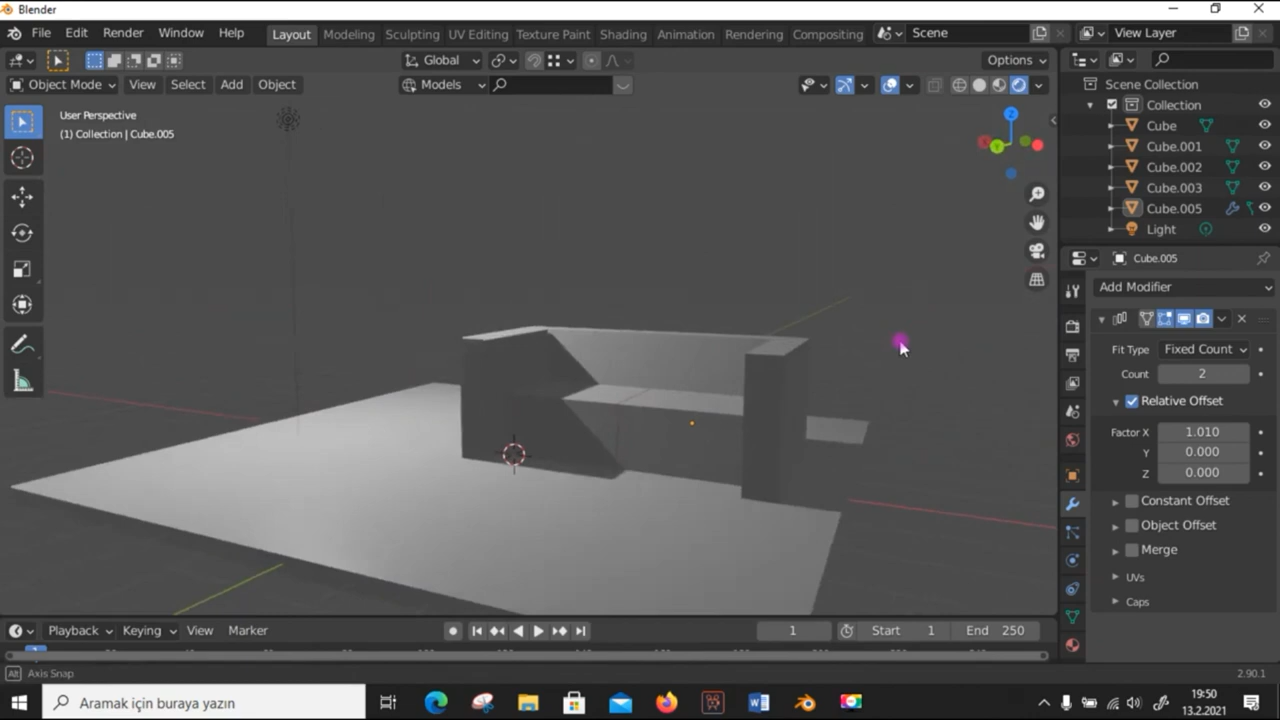 Blender
File Edit Render Window Help Layout Modeling Sculpting UV Editing Texture Paint Shading Animation Rendering Compositing Scene View Layer
Global Options
Object Mode View Select Add Object Models
User Perspective
(1) Collection | Cube.005
Scene Collection
Collection
Cube
Cube.001
Cube.002
Cube.003
Cube.005
Light
Cube.005
Add Modifier
Fit Type Fixed Count
Count 2
Relative Offset
Factor X 1.010
Y 0.000
Z 0.000
Constant Offset
Object Offset
Merge
UVs
Caps
Playback Keying View Marker 1 Start 1 End 250
Alt Axis Snap 2.90.1
Aramak için buraya yazın
19:50
13.2.2021